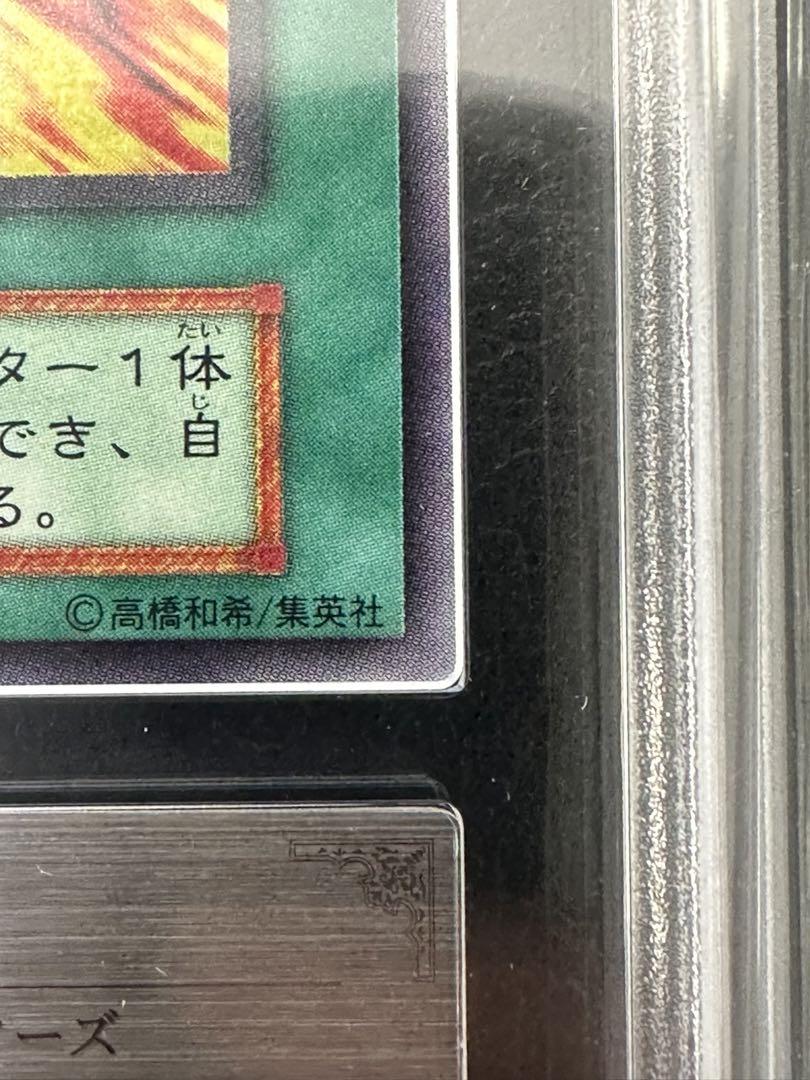 ター1体
たい
でき、自
じ
る。
©高橋和希/集英社
ーズ